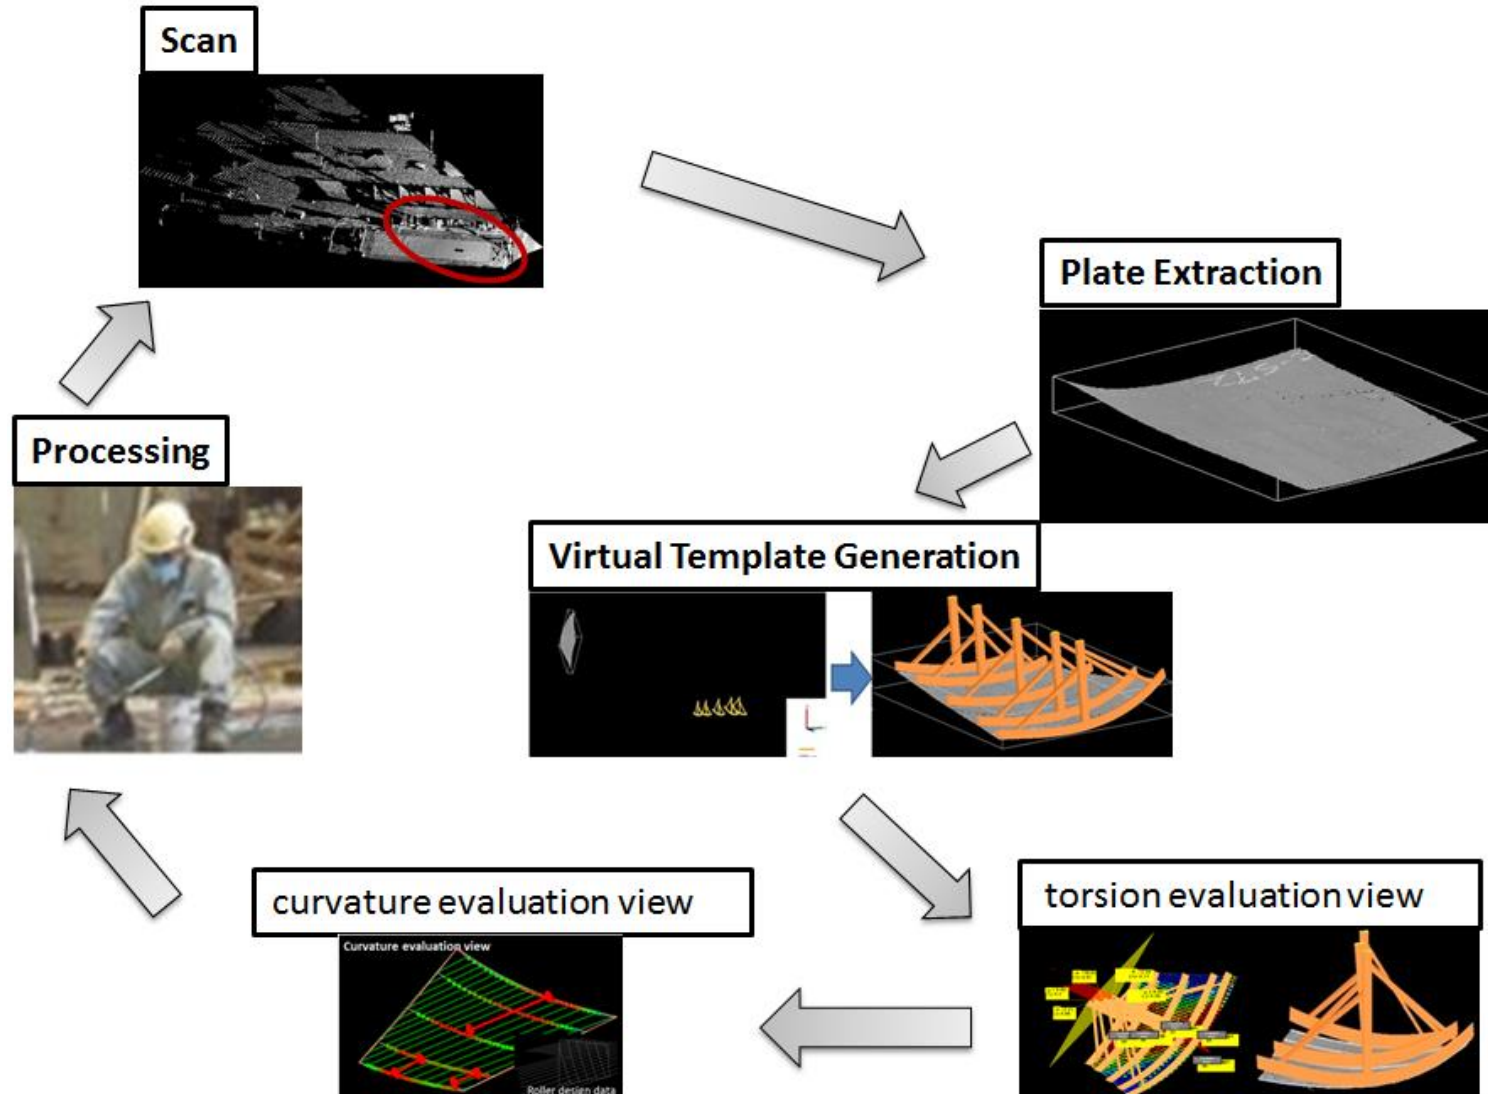 Scan
Plate Extraction
Processing
Virtual Template Generation
curvature evaluation view
torsion evaluation view
Curvature evaluation view
Roller design data